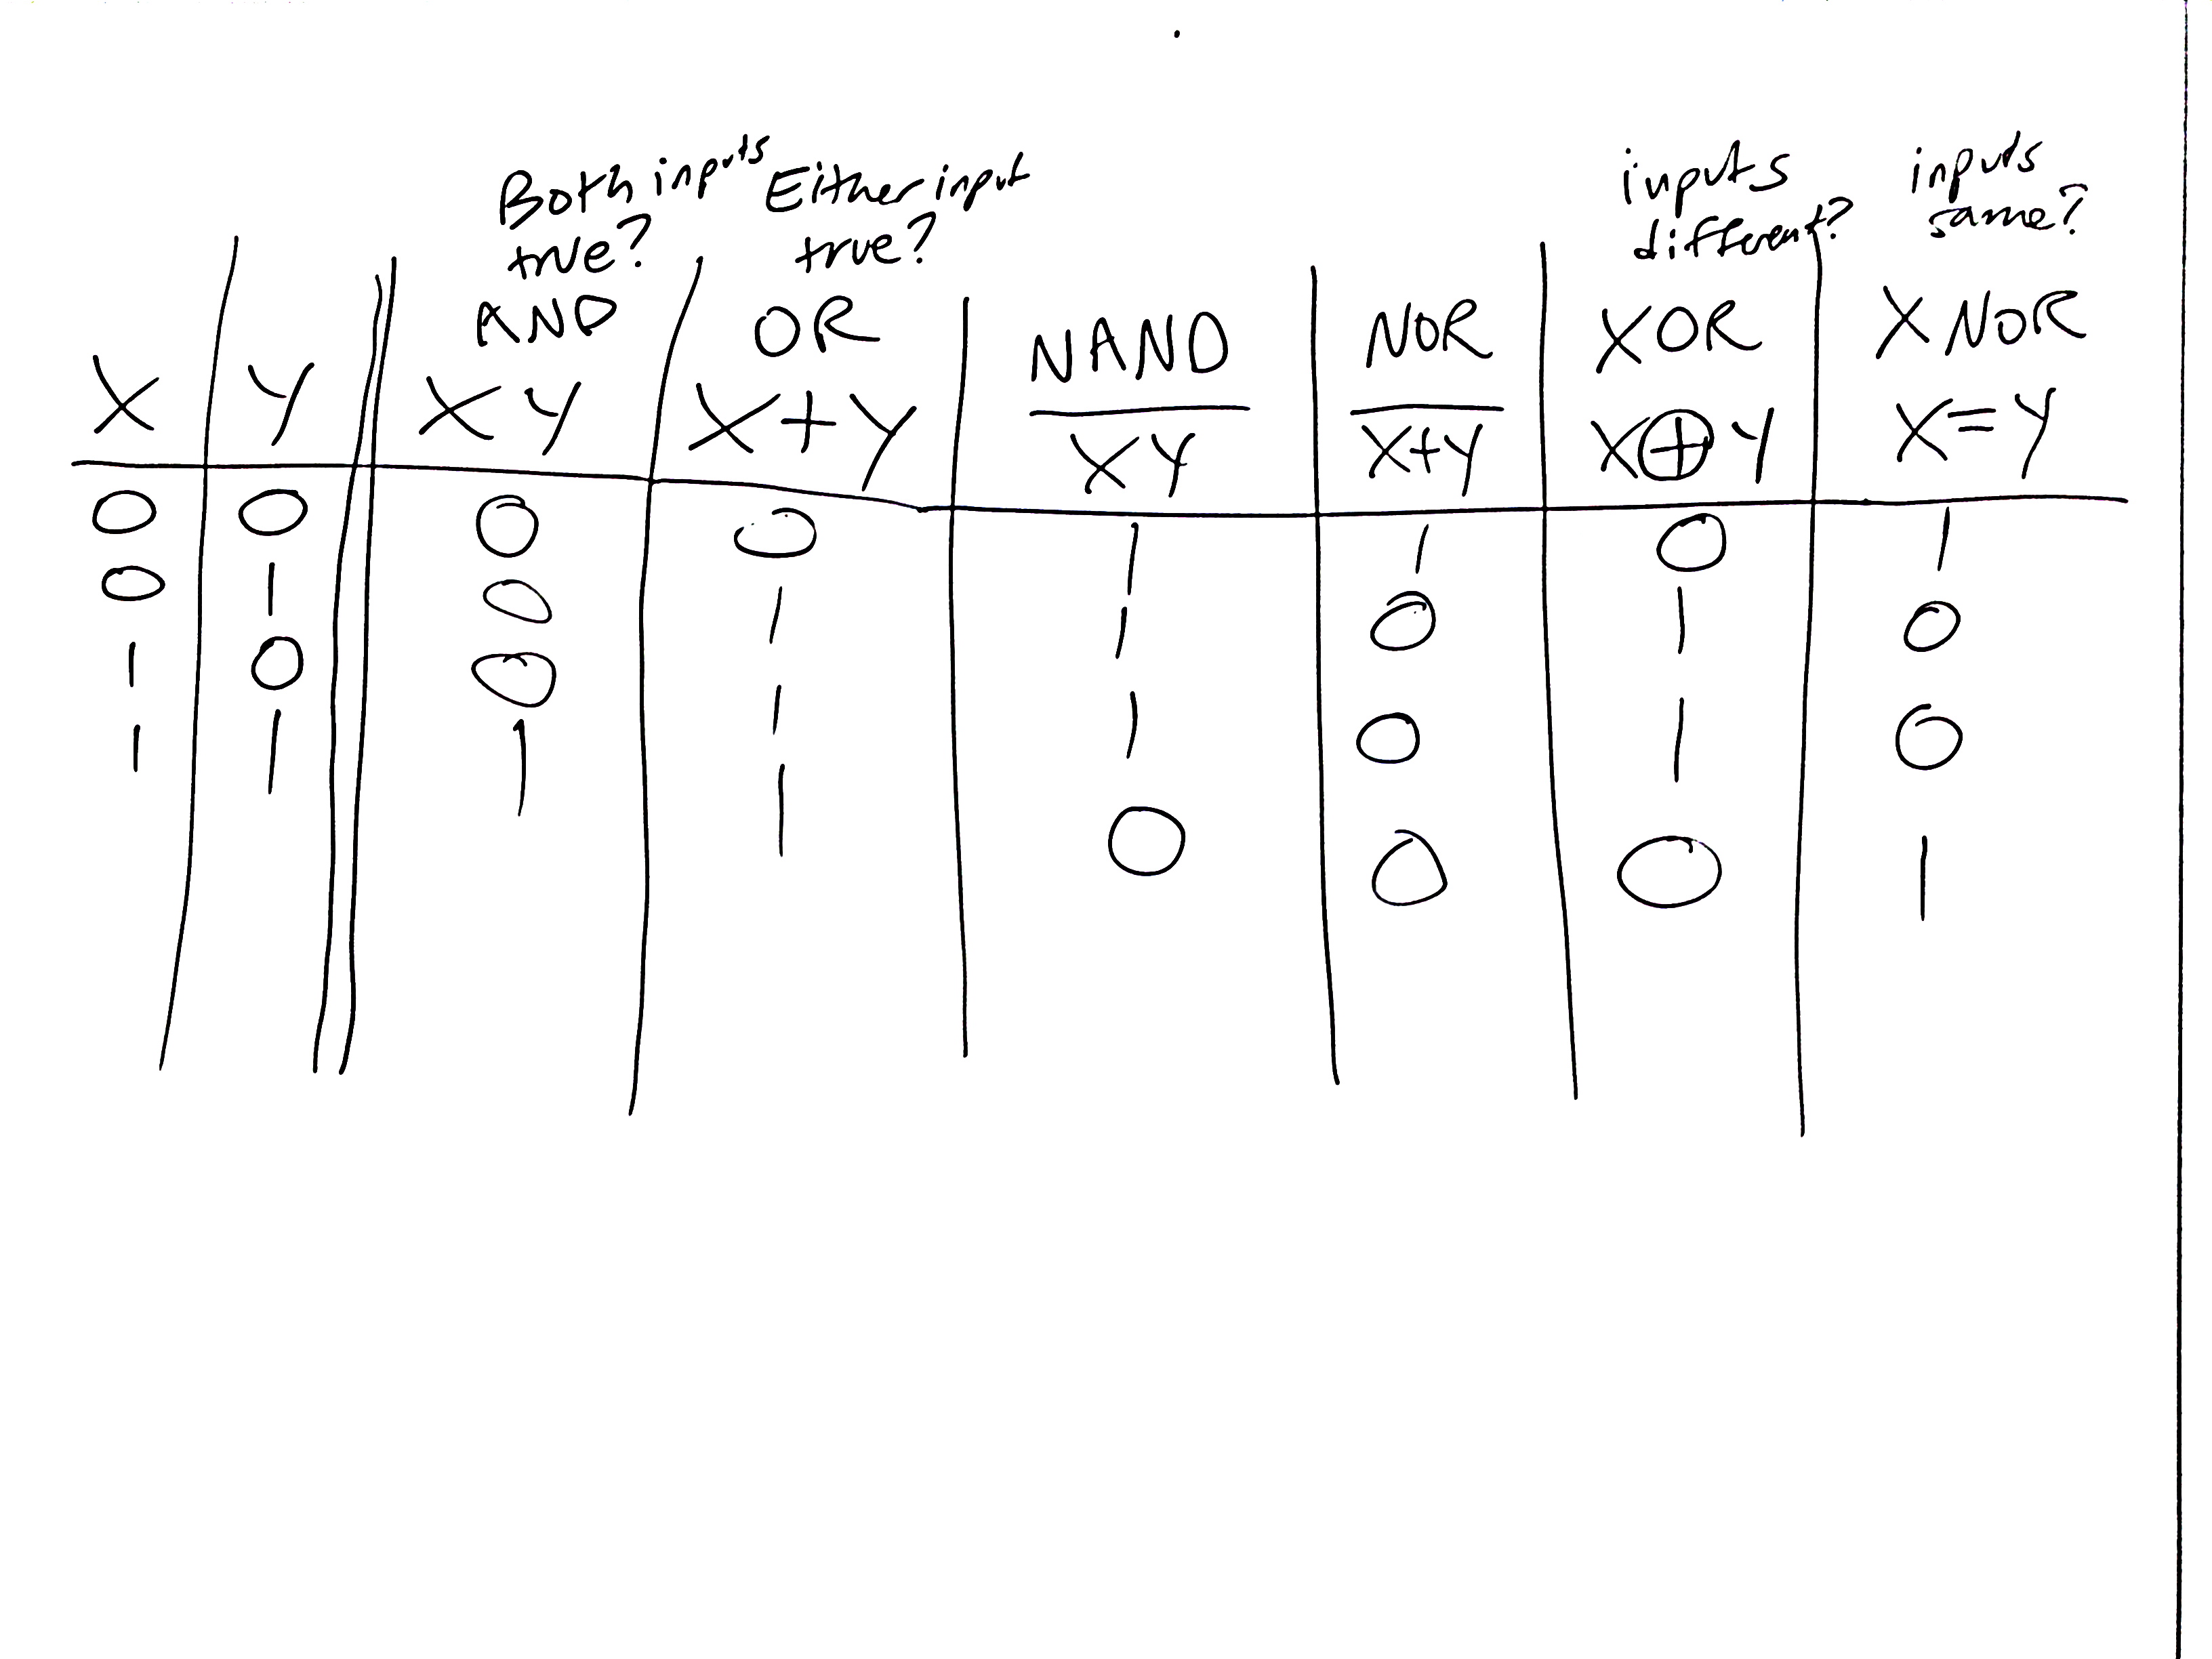 Both inputs Either input inputs inputs
true? true? different? same?
AND OR NAND NOR XOR XNOR
X Y XY X+Y \overline{XY} \overline{X+Y} X⊕Y X=Y
0 0 0 0 1 1 0 1
0 1 0 1 1 0 1 0
1 0 0 1 1 0 1 0
1 1 1 1 0 0 0 1